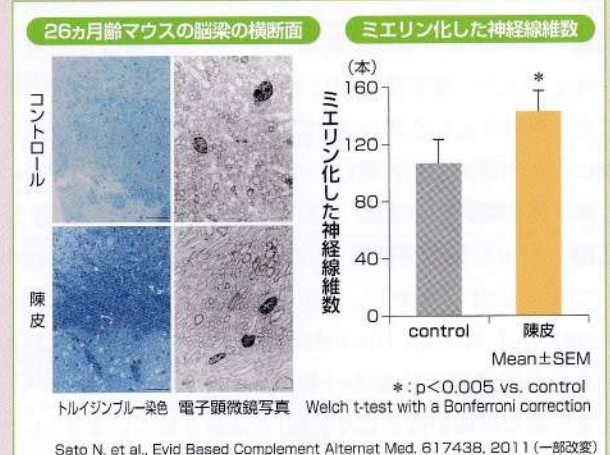 26ヵ月齢マウスの脳梁の横断面
ミエリン化した神経線維数
コントロール
陳皮
トルイジンブルー染色 電子顕微鏡写真
(本)
ミエリン化した神経線維数
160
120
80
40
0
*
control 陳皮
Mean±SEM
*:p<0.005 vs. control
Welch t-test with a Bonferroni correction
Sato N. et al., Evid Based Complement Alternat Med. 617438, 2011(一部改変)